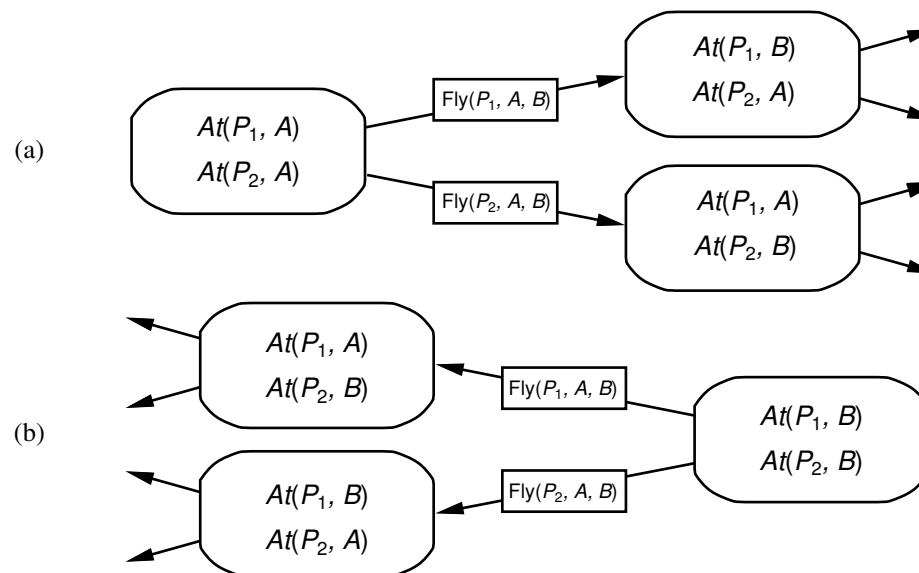 (a)
At(P₁, A)
At(P₂, A)
Fly(P₁, A, B)
Fly(P₂, A, B)
At(P₁, B)
At(P₂, A)
At(P₁, A)
At(P₂, B)
(b)
At(P₁, A)
At(P₂, B)
At(P₁, B)
At(P₂, A)
Fly(P₁, A, B)
Fly(P₂, A, B)
At(P₁, B)
At(P₂, B)